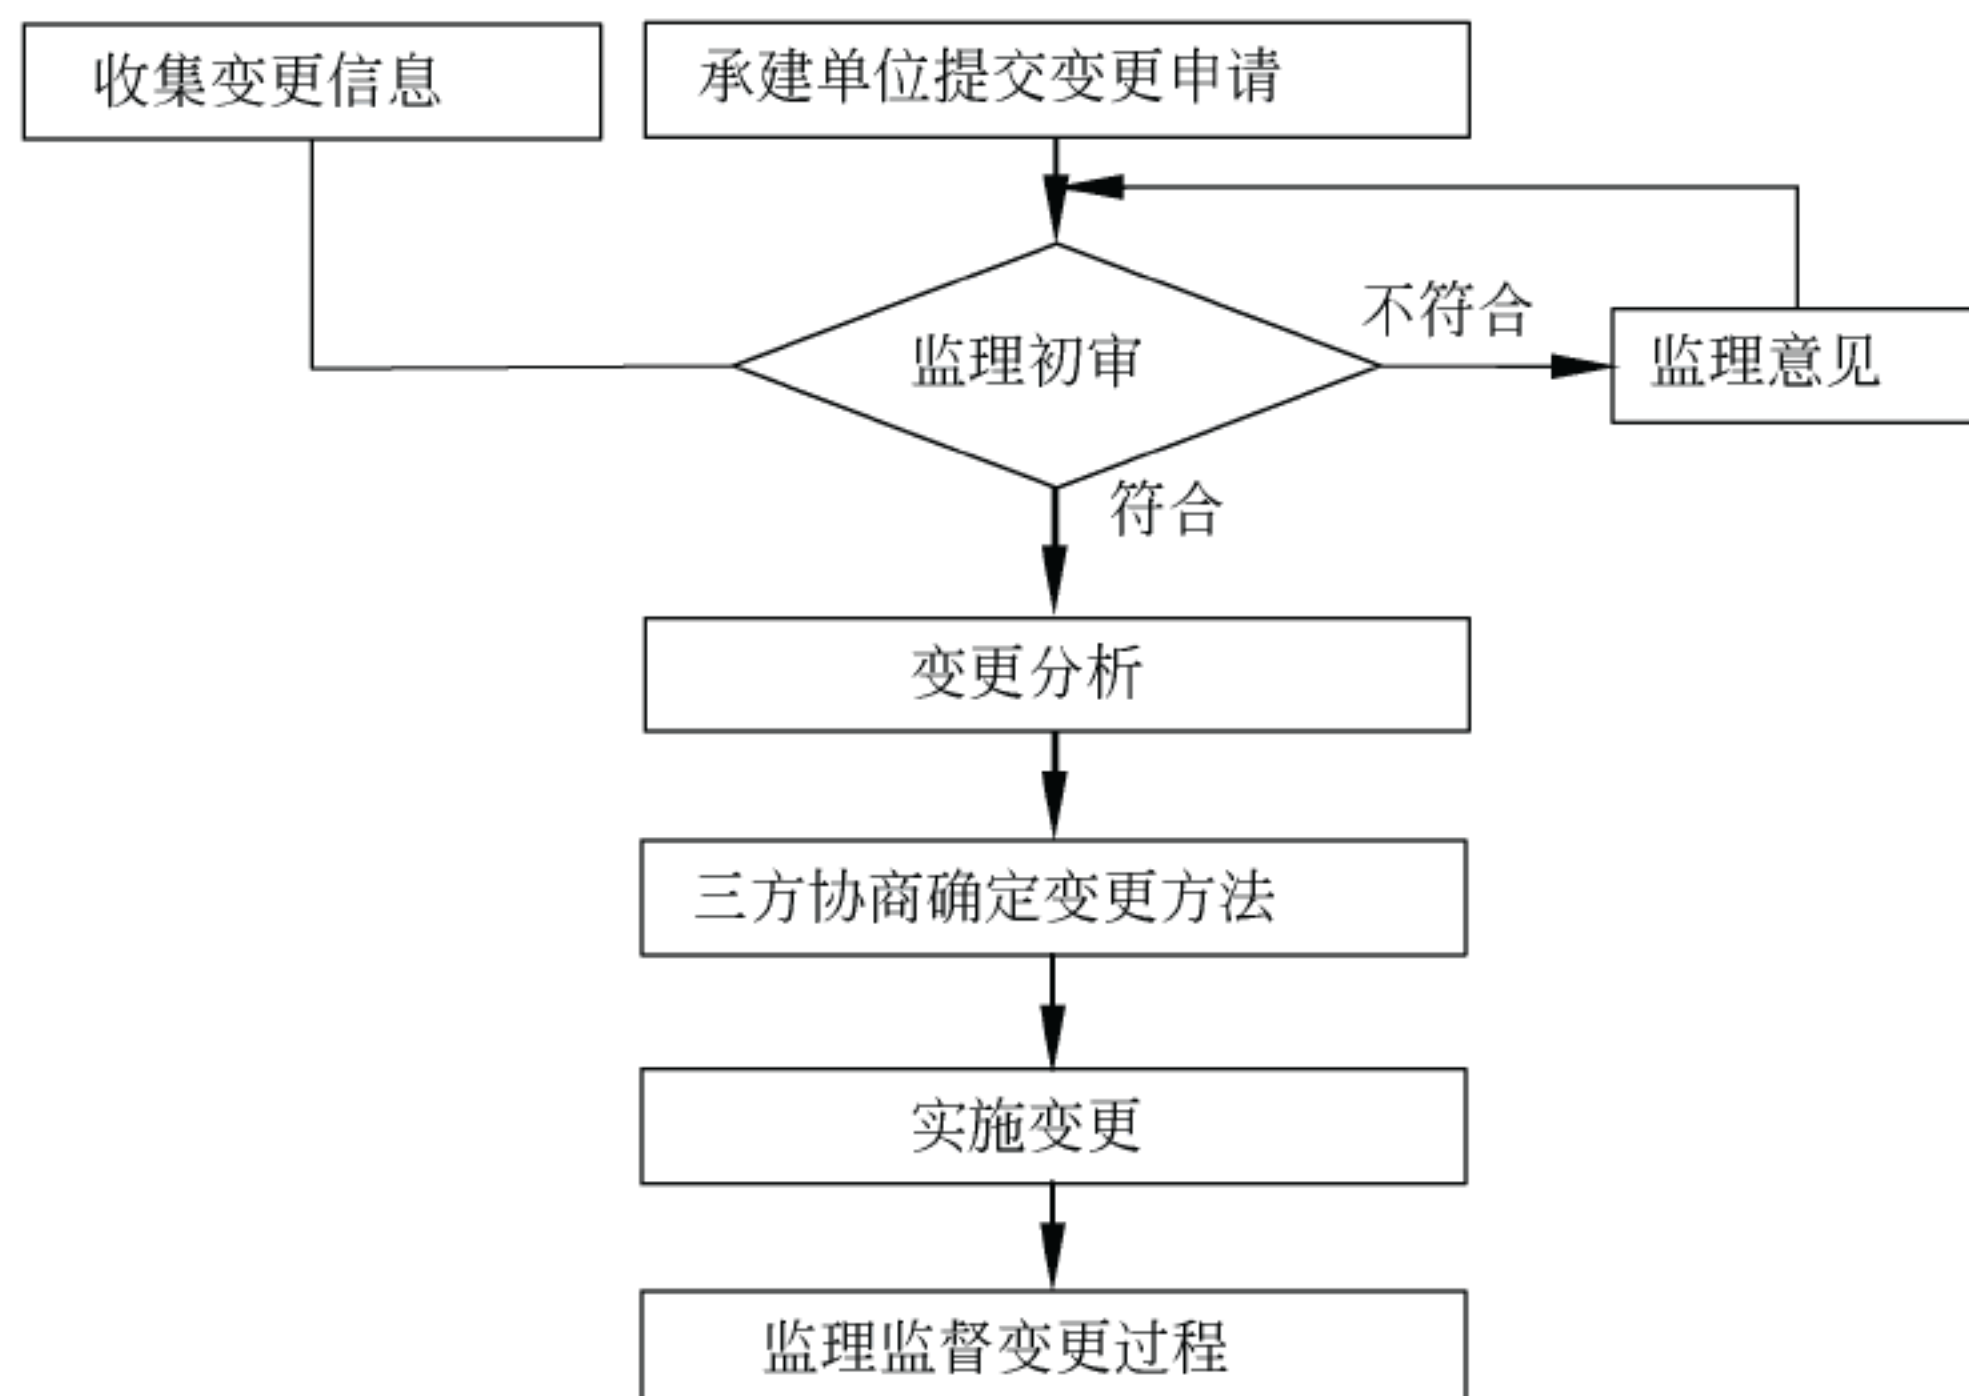 收集变更信息
承建单位提交变更申请
不符合
监理初审
监理意见
符合
变更分析
三方协商确定变更方法
实施变更
监理监督变更过程